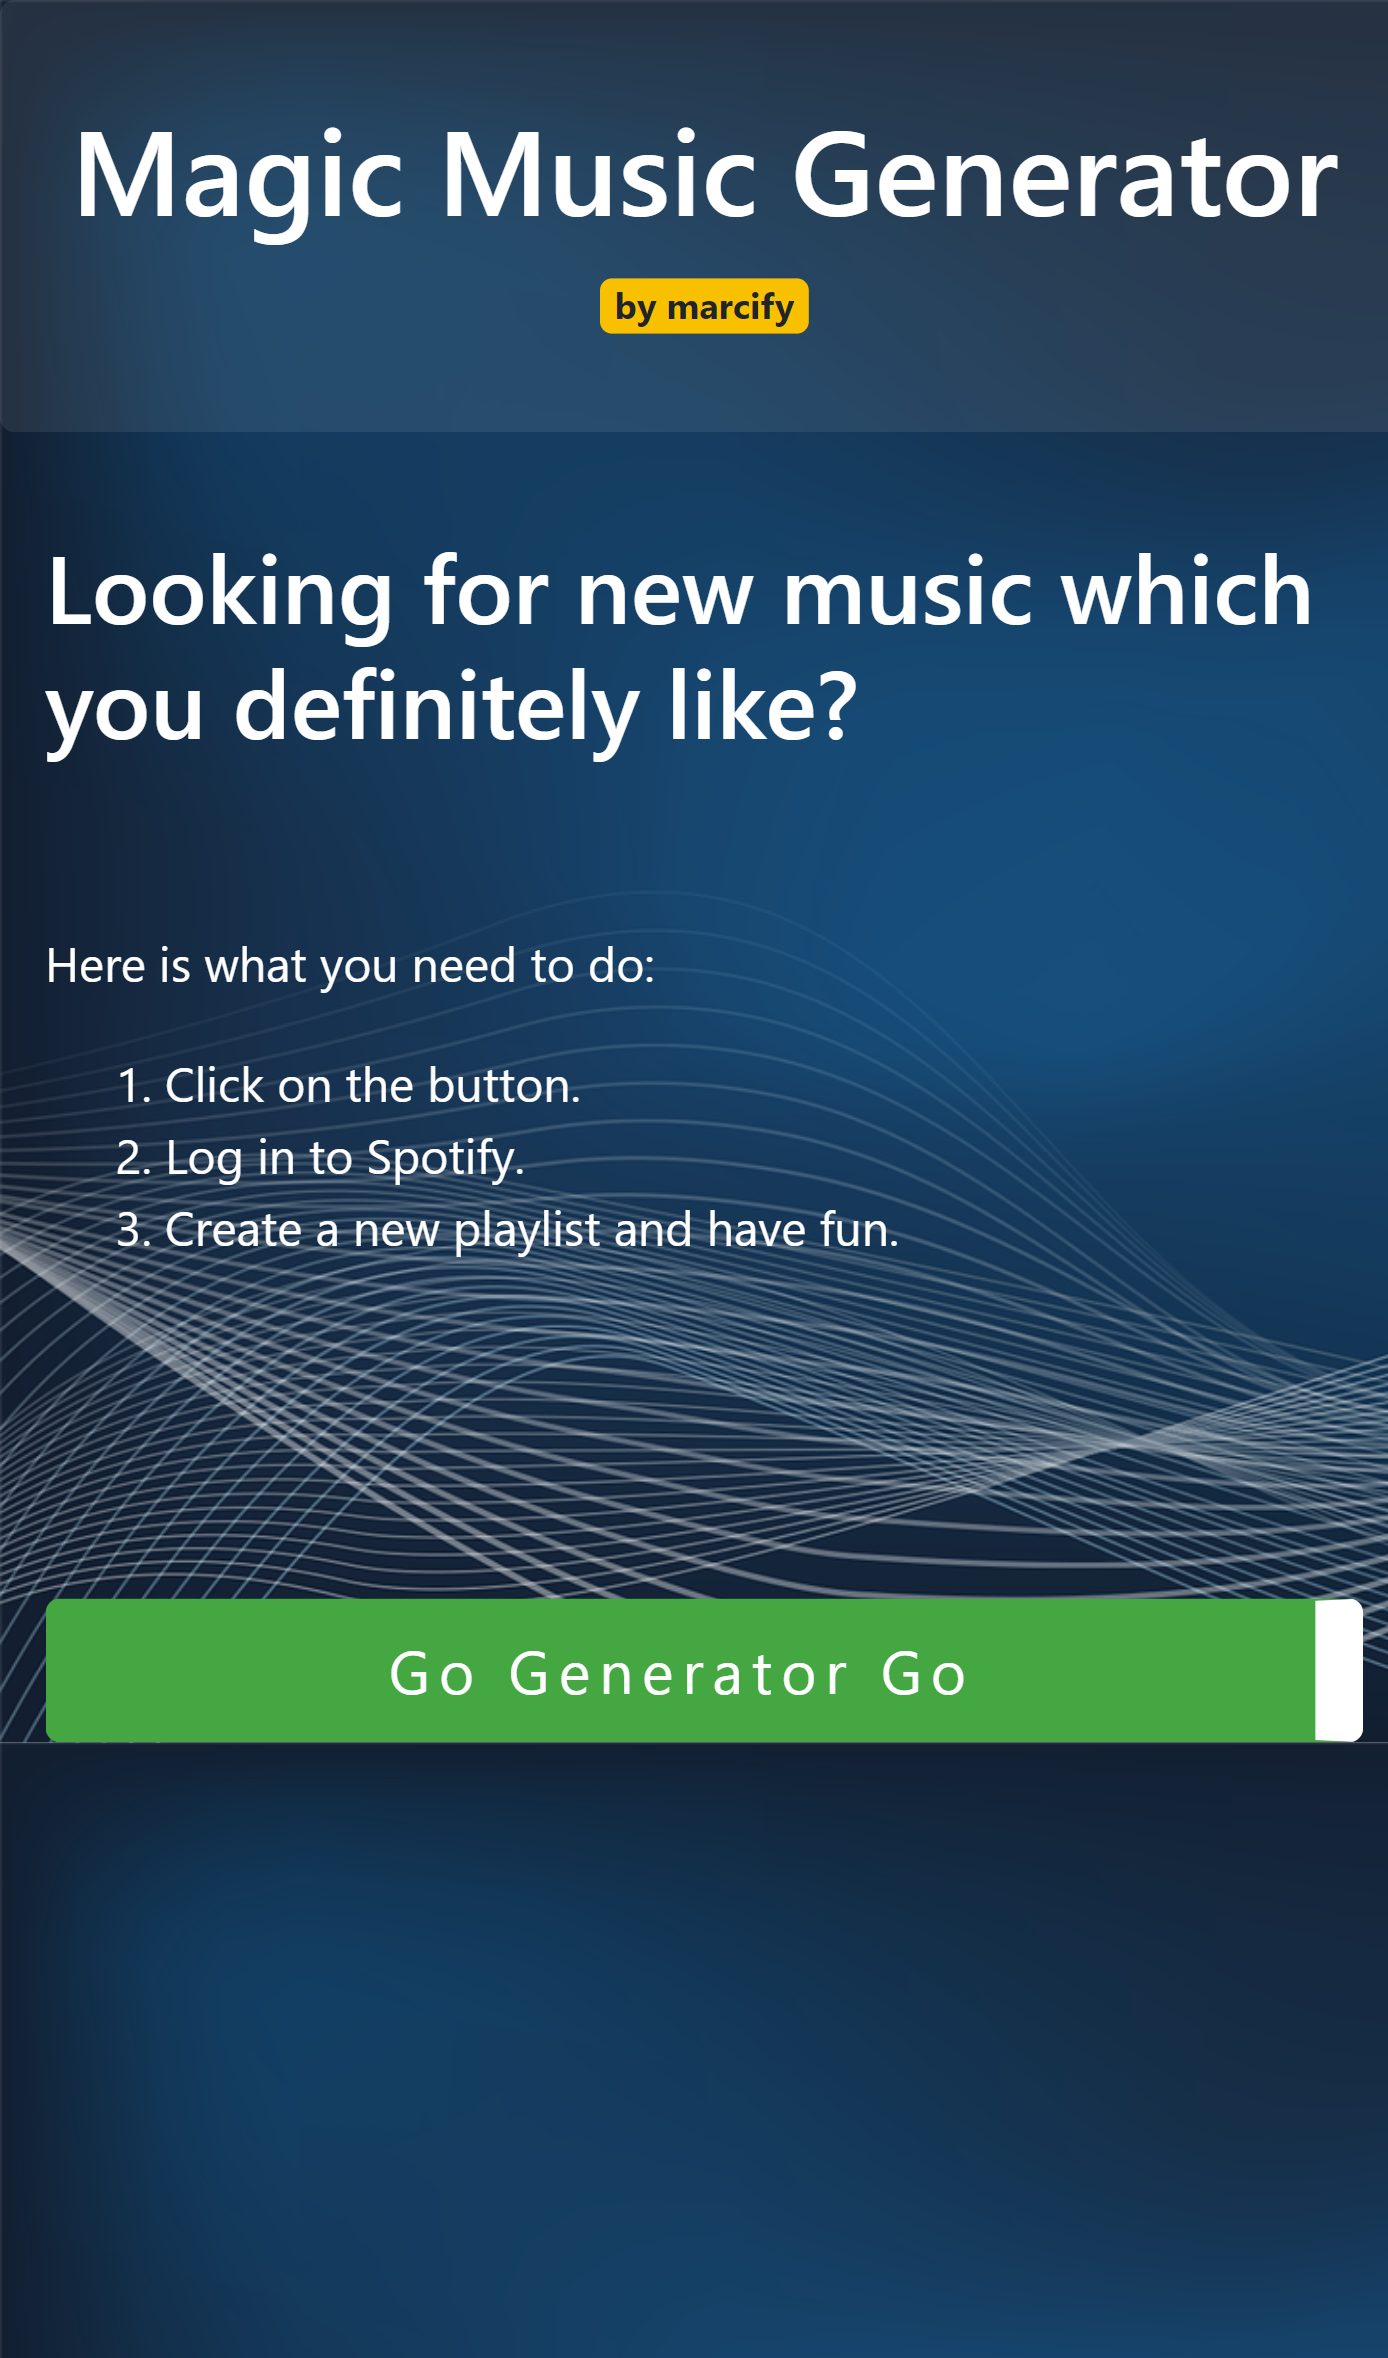 Magic Music Generator
by marcify
Looking for new music which
you definitely like?
Here is what you need to do:
1. Click on the button.
2. Log in to Spotify.
3. Create a new playlist and have fun.
Go Generator Go